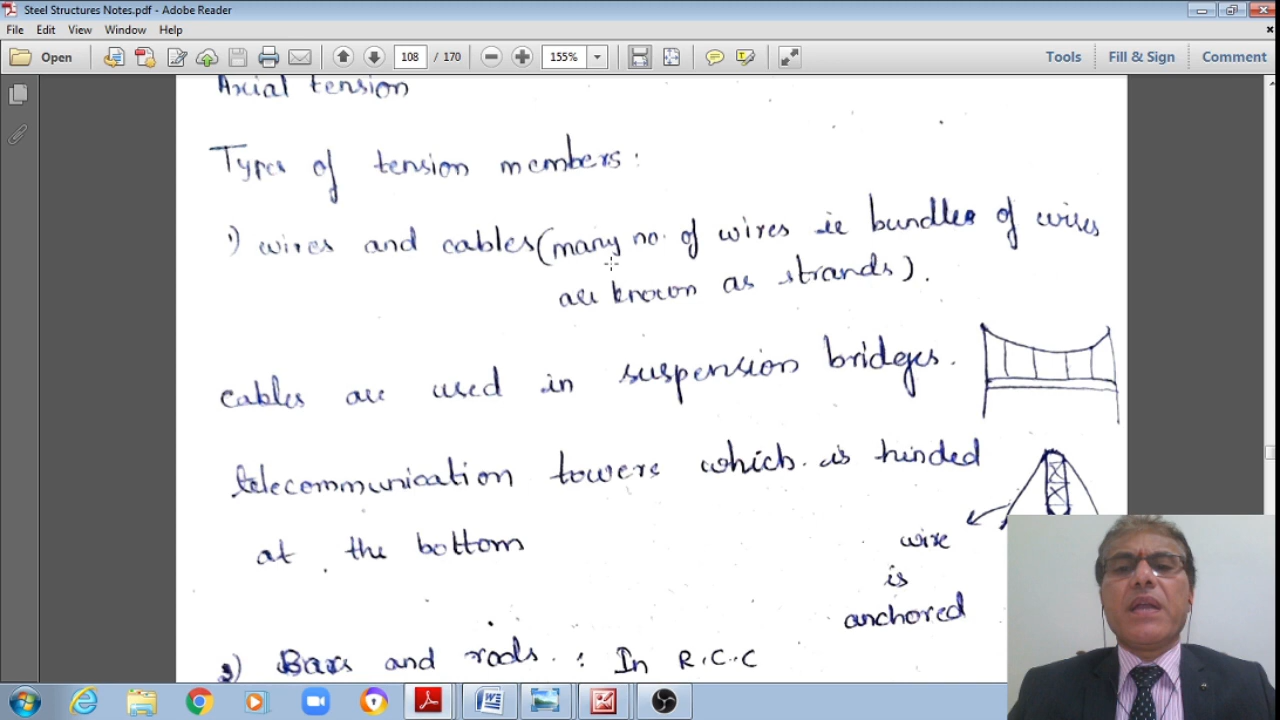 Steel Structures Notes.pdf - Adobe Reader
File Edit View Window Help
Open 108 / 170 155% Tools Fill & Sign Comment
Axial tension
Types of tension members:
1) wires and cables (many no. of wires ie bundles of wires
are known as strands).
cables are used in suspension bridges.
telecommunication towers which is hinded
at the bottom
wire
is
anchored
2) Bars and rods. : In R.C.C